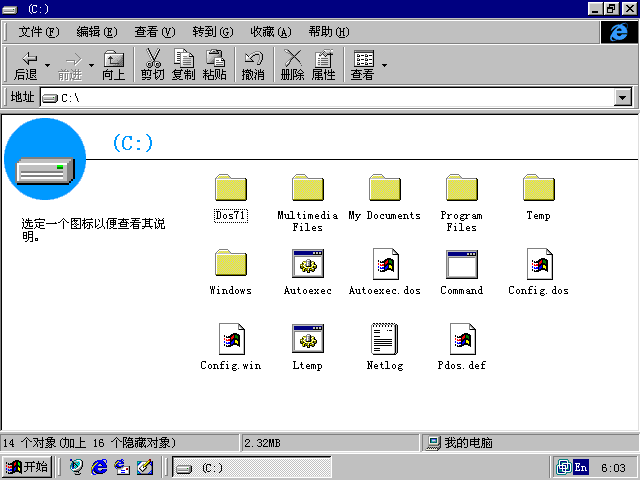 (C:)
文件(F) 编辑(E) 查看(V) 转到(G) 收藏(A) 帮助(H)
后退 前进 向上 剪切 复制 粘贴 撤消 删除 属性 查看
地址 C:\
(C:)
选定一个图标以便查看其说
明。
Dos71 Multimedia Files My Documents Program Files Temp
Windows Autoexec Autoexec.dos Command Config.dos
Config.win Ltemp Netlog Pdos.def
14 个对象(加上 16 个隐藏对象) 2.32MB 我的电脑
开始 (C:) En 6:03